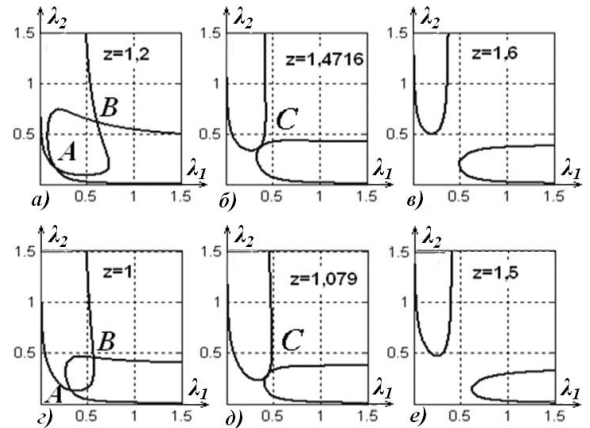 λ₂ λ₂ λ₂
1.5 1.5 1.5
z=1,2 z=1,4716 z=1,6
1 1 1
B C
0.5 0.5 0.5
A
λ₁ λ₁ λ₁
а) 0.5 1 1.5 б) 0.5 1 1.5 в) 0.5 1 1.5
λ₂ λ₂ λ₂
1.5 1.5 1.5
z=1 z=1,079 z=1,5
1 1 1
B C
0.5 0.5 0.5
A λ₁ λ₁ λ₁
г) 0.5 1 1.5 д) 0.5 1 1.5 е) 0.5 1 1.5